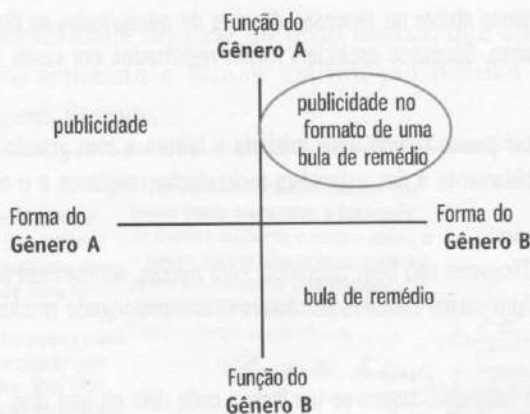 Função do
Gênero A
publicidade
publicidade no
formato de uma
bula de remédio
Forma do
Gênero A
Forma do
Gênero B
bula de remédio
Função do
Gênero B